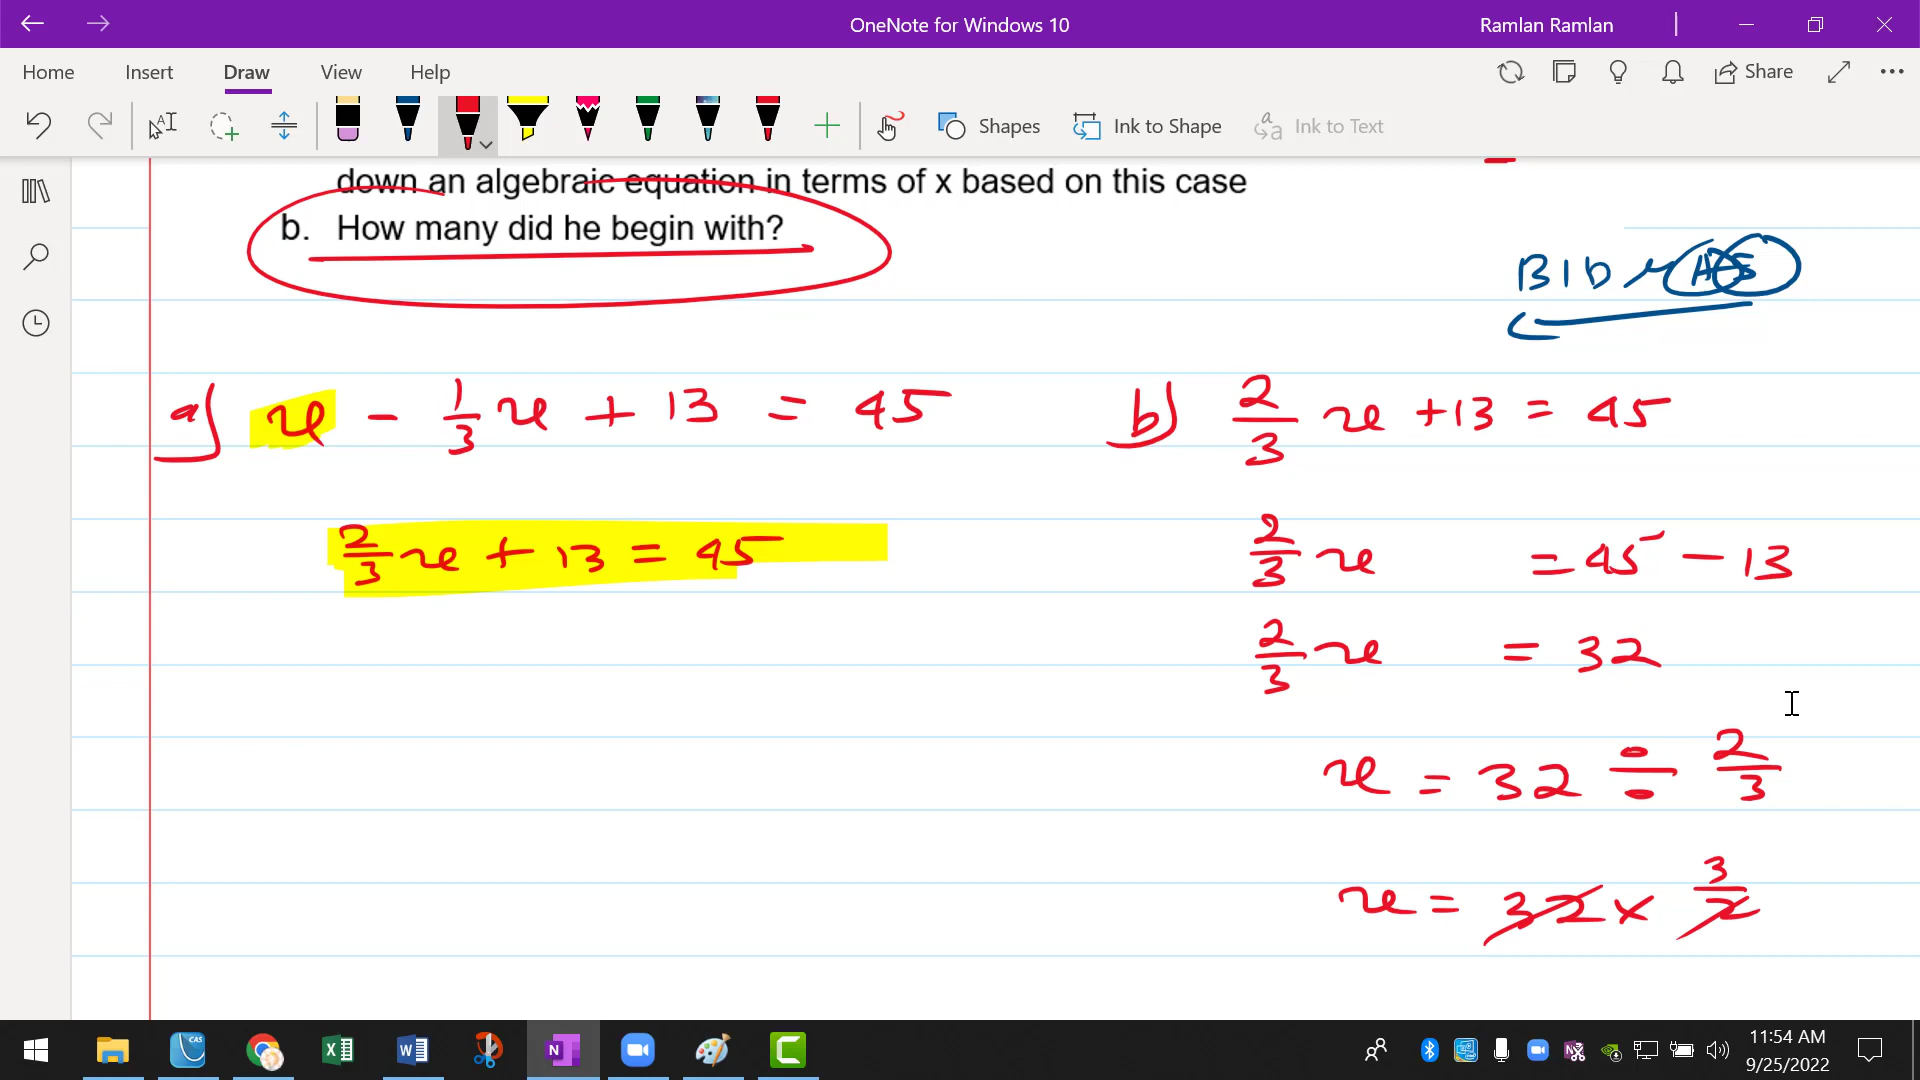 OneNote for Windows 10
Ramlan Ramlan
Home Insert Draw View Help
Share
Shapes Ink to Shape Ink to Text
down an algebraic equation in terms of x based on this case
b. How many did he begin with?
a) x - 1/3 x + 13 = 45
2/3 x + 13 = 45
b) 2/3 x + 13 = 45
2/3 x = 45 - 13
2/3 x = 32
x = 32 ÷ 2/3
x = 32 x 3/2
11:54 AM
9/25/2022